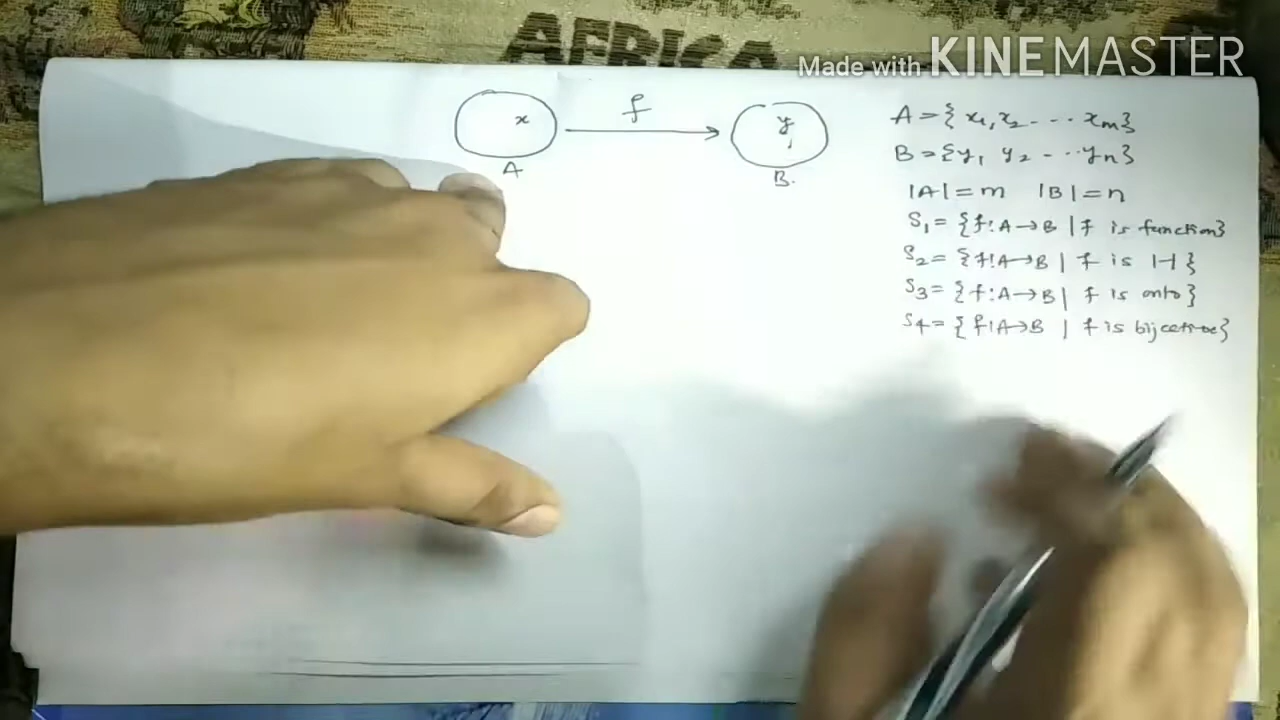 AFRICA
Made with KINEMASTER
x
f
y
A
B.
A = {x1, x2 - - - xm}
B = {y1 y2 - - - yn}
|A| = m |B| = n
S1 = {f: A→B | f is function}
S2 = {f: A→B | f is 1-1}
S3 = {f: A→B | f is onto}
S4 = {f: A→B | f is bijective}